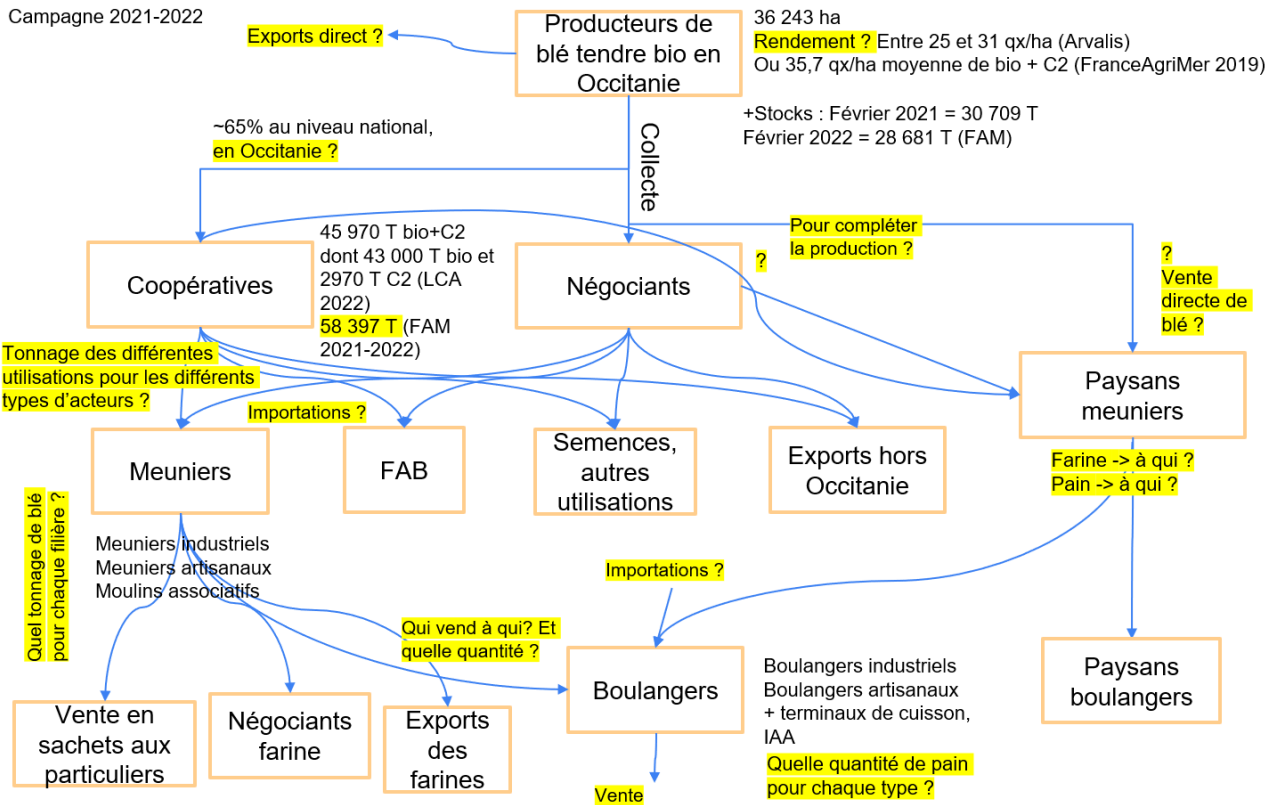 Campagne 2021-2022
Exports direct ?
Producteurs de
blé tendre bio en
Occitanie
36 243 ha
Rendement ? Entre 25 et 31 qx/ha (Arvalis)
Ou 35,7 qx/ha moyenne de bio + C2 (FranceAgriMer 2019)
+Stocks : Février 2021 = 30 709 T
Février 2022 = 28 681 T (FAM)
~65% au niveau national,
en Occitanie ?
Collecte
Pour compléter
la production ?
Coopératives
45 970 T bio+C2
dont 43 000 T bio et
2970 T C2 (LCA
2022)
58 397 T (FAM
2021-2022)
Négociants
?
?
Vente
directe de
blé ?
Tonnage des différentes
utilisations pour les différents
types d’acteurs ?
Importations ?
Paysans
meuniers
Meuniers
FAB
Semences,
autres
utilisations
Exports hors
Occitanie
Farine -> à qui ?
Pain -> à qui ?
Quel tonnage de blé
pour chaque filière ?
Meuniers industriels
Meuniers artisanaux
Moulins associatifs
Importations ?
Qui vend à qui? Et
quelle quantité ?
Boulangers
Boulangers industriels
Boulangers artisanaux
+ terminaux de cuisson,
IAA
Quelle quantité de pain
pour chaque type ?
Paysans
boulangers
Vente en
sachets aux
particuliers
Négociants
farine
Exports
des
farines
Vente